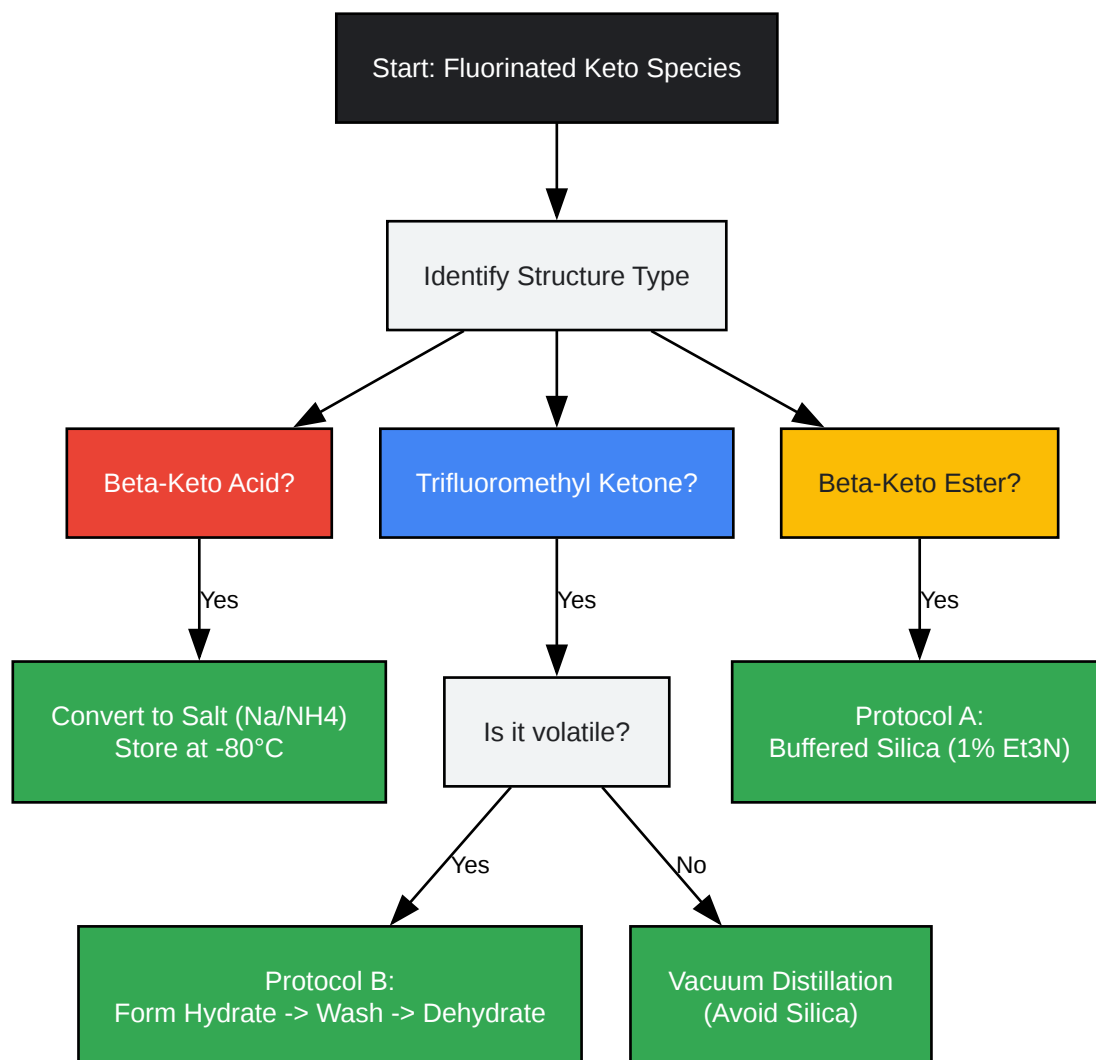 Start: Fluorinated Keto Species
Identify Structure Type
Beta-Keto Acid?
Trifluoromethyl Ketone?
Beta-Keto Ester?
Yes
Yes
Yes
Convert to Salt (Na/NH4)
Store at -80°C
Is it volatile?
Protocol A:
Buffered Silica (1% Et3N)
Yes
No
Protocol B:
Form Hydrate -> Wash -> Dehydrate
Vacuum Distillation
(Avoid Silica)